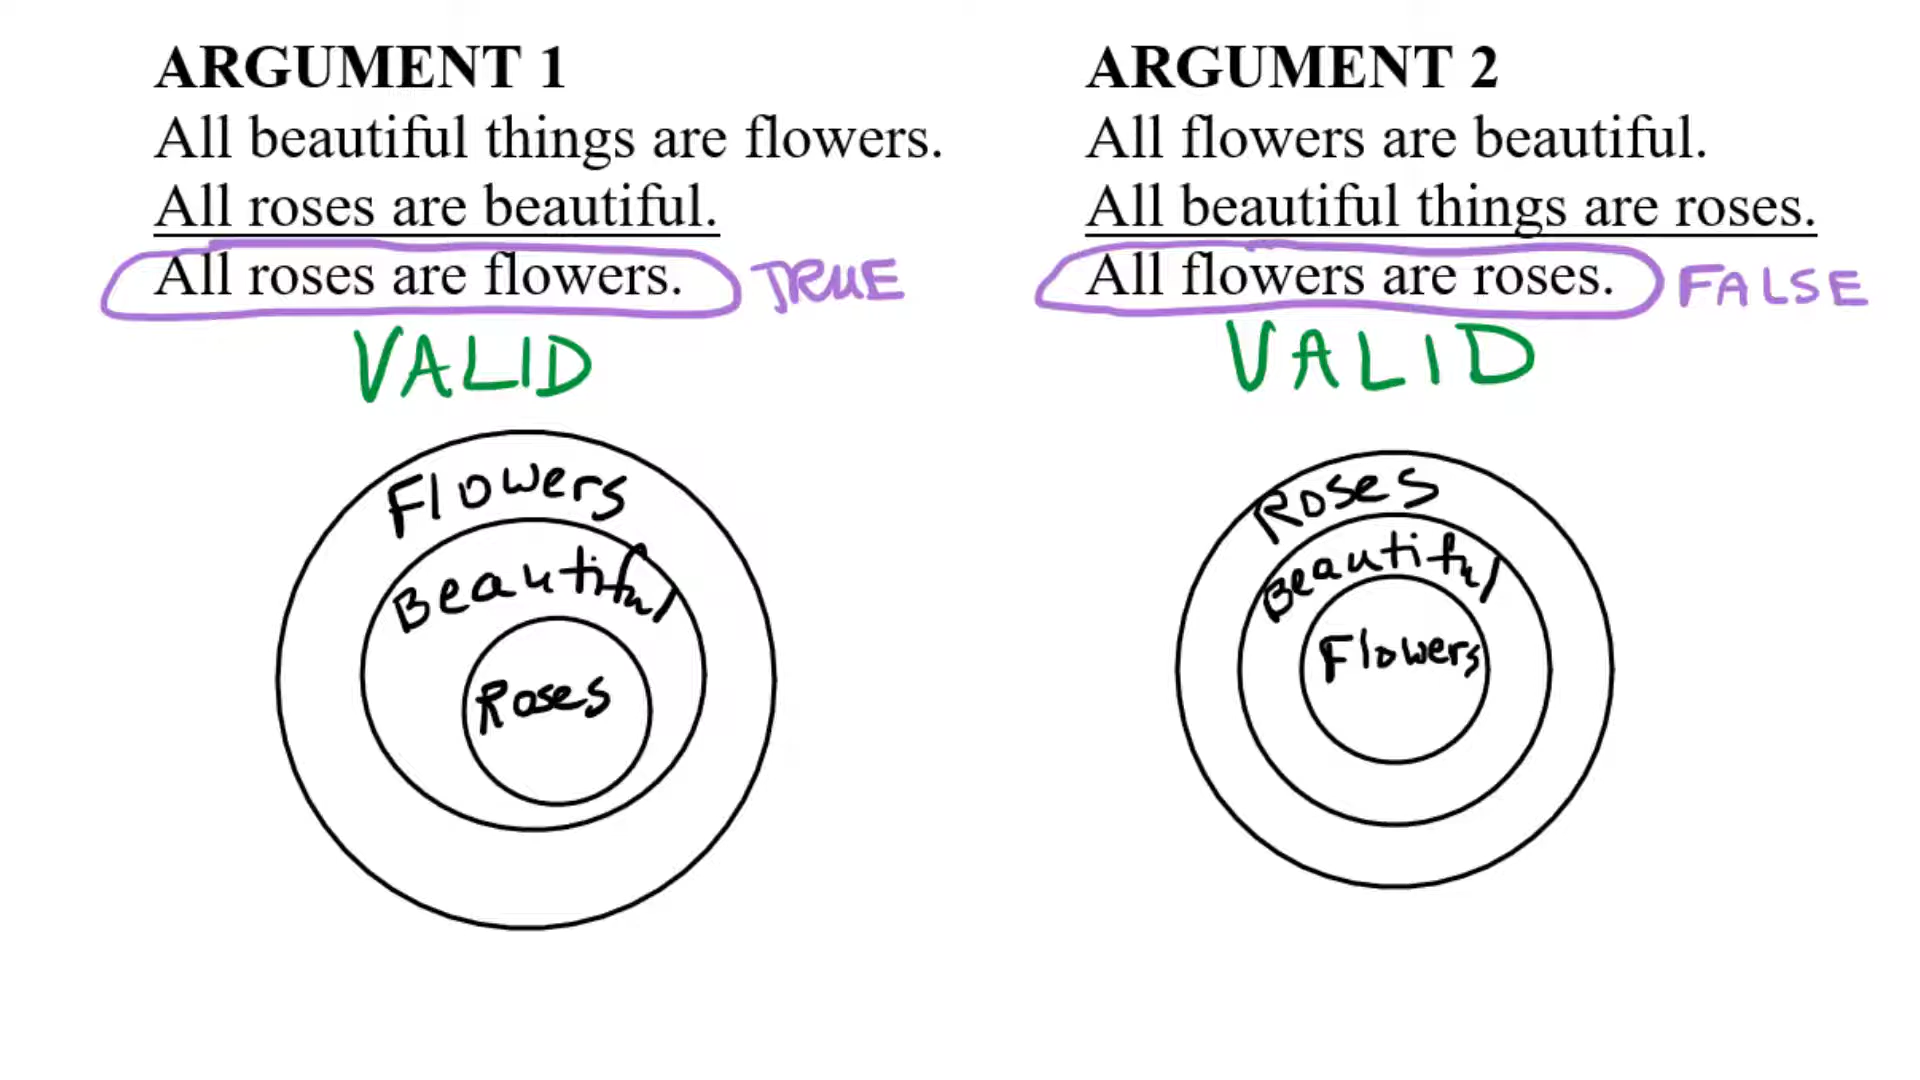 ARGUMENT 1
All beautiful things are flowers.
All roses are beautiful.
All roses are flowers. TRUE
VALID
Flowers
Beautiful
Roses
ARGUMENT 2
All flowers are beautiful.
All beautiful things are roses.
All flowers are roses. FALSE
VALID
Roses
Beautiful
Flowers